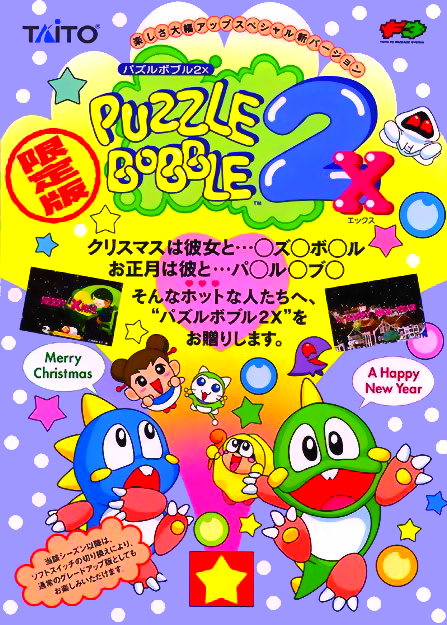 TAITO®
楽しさ大幅アップスペシャル新バージョン
パズルボブル2X
PUZZLE
BOBBLE 2X
TM
エックス
限定版
クリスマスは彼女と…○ズ○ボ○ル
お正月は彼と…パ○ル○ブ○
そんなホットな人たちへ、
“パズルボブル2X”を
お贈りします。
Merry
Christmas
A Happy
New Year
当該シーズン以降は、
ソフトスイッチの切り換えにより、
通常のグレードアップ版としても
お楽しみいただけます。